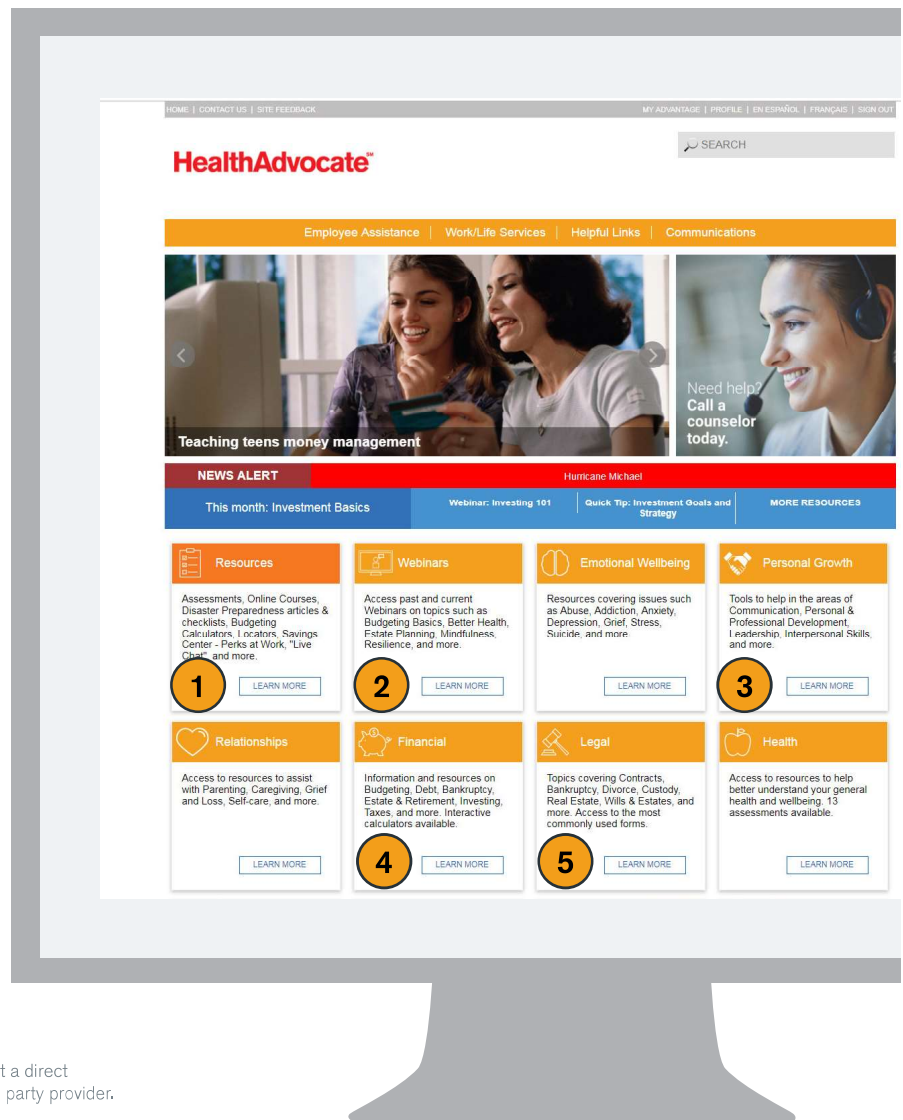 HOME | CONTACT US | SITE FEEDBACK
MY ADVANTAGE | PROFILE | EN ESPAÑOL | FRANÇAIS | SIGN OUT
SEARCH
HealthAdvocate℠
Employee Assistance | Work/Life Services | Helpful Links | Communications
Teaching teens money management
Need help?
Call a
counselor
today.
NEWS ALERT
Hurricane Michael
This month: Investment Basics
Webinar: Investing 101
Quick Tip: Investment Goals and
Strategy
MORE RESOURCES
Resources
Assessments, Online Courses,
Disaster Preparedness articles &
checklists, Budgeting
Calculators, Locators, Savings
Center - Perks at Work, "Live
Chat", and more.
1
LEARN MORE
Webinars
Access past and current
Webinars on topics such as
Budgeting Basics, Better Health,
Estate Planning, Mindfulness,
Resilience, and more.
2
LEARN MORE
Emotional Wellbeing
Resources covering issues such
as Abuse, Addiction, Anxiety,
Depression, Grief, Stress,
Suicide, and more.
LEARN MORE
Personal Growth
Tools to help in the areas of
Communication, Personal &
Professional Development,
Leadership, Interpersonal Skills,
and more.
3
LEARN MORE
Relationships
Access to resources to assist
with Parenting, Caregiving, Grief
and Loss, Self-care, and more.
LEARN MORE
Financial
Information and resources on
Budgeting, Debt, Bankruptcy,
Estate & Retirement, Investing,
Taxes, and more. Interactive
calculators available.
4
LEARN MORE
Legal
Topics covering Contracts,
Bankruptcy, Divorce, Custody,
Real Estate, Wills & Estates, and
more. Access to the most
commonly used forms.
5
LEARN MORE
Health
Access to resources to help
better understand your general
health and wellbeing. 13
assessments available.
LEARN MORE
t a direct
party provider.